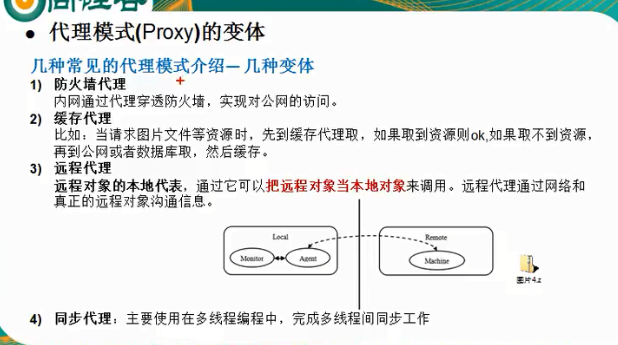 尚硅谷
● 代理模式(Proxy)的变体
几种常见的代理模式介绍— 几种变体
1) 防火墙代理
内网通过代理穿透防火墙，实现对公网的访问。
2) 缓存代理
比如：当请求图片文件等资源时，先到缓存代理取，如果取到资源则ok,如果取不到资源，
再到公网或者数据库取，然后缓存。
3) 远程代理
远程对象的本地代表，通过它可以把远程对象当本地对象来调用。远程代理通过网络和
真正的远程对象沟通信息。
Local
Remote
Monitor
Agent
Machine
图片4.z
4) 同步代理：主要使用在多线程编程中，完成多线程间同步工作